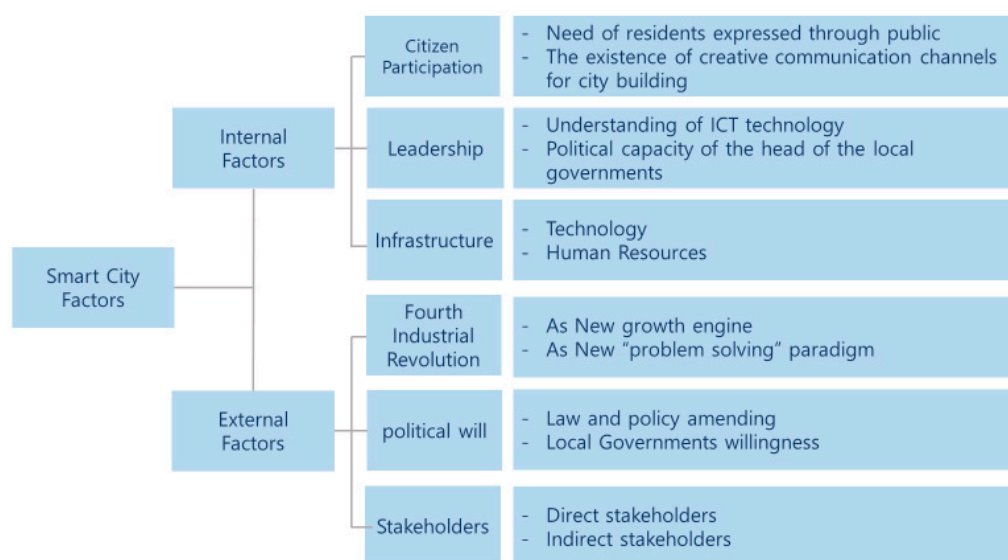 Smart City
Factors
Internal
Factors
Citizen
Participation
- Need of residents expressed through public
- The existence of creative communication channels
for city building
Leadership
- Understanding of ICT technology
- Political capacity of the head of the local
governments
Infrastructure
- Technology
- Human Resources
External
Factors
Fourth
Industrial
Revolution
- As New growth engine
- As New “problem solving” paradigm
political will
- Law and policy amending
- Local Governments willingness
Stakeholders
- Direct stakeholders
- Indirect stakeholders